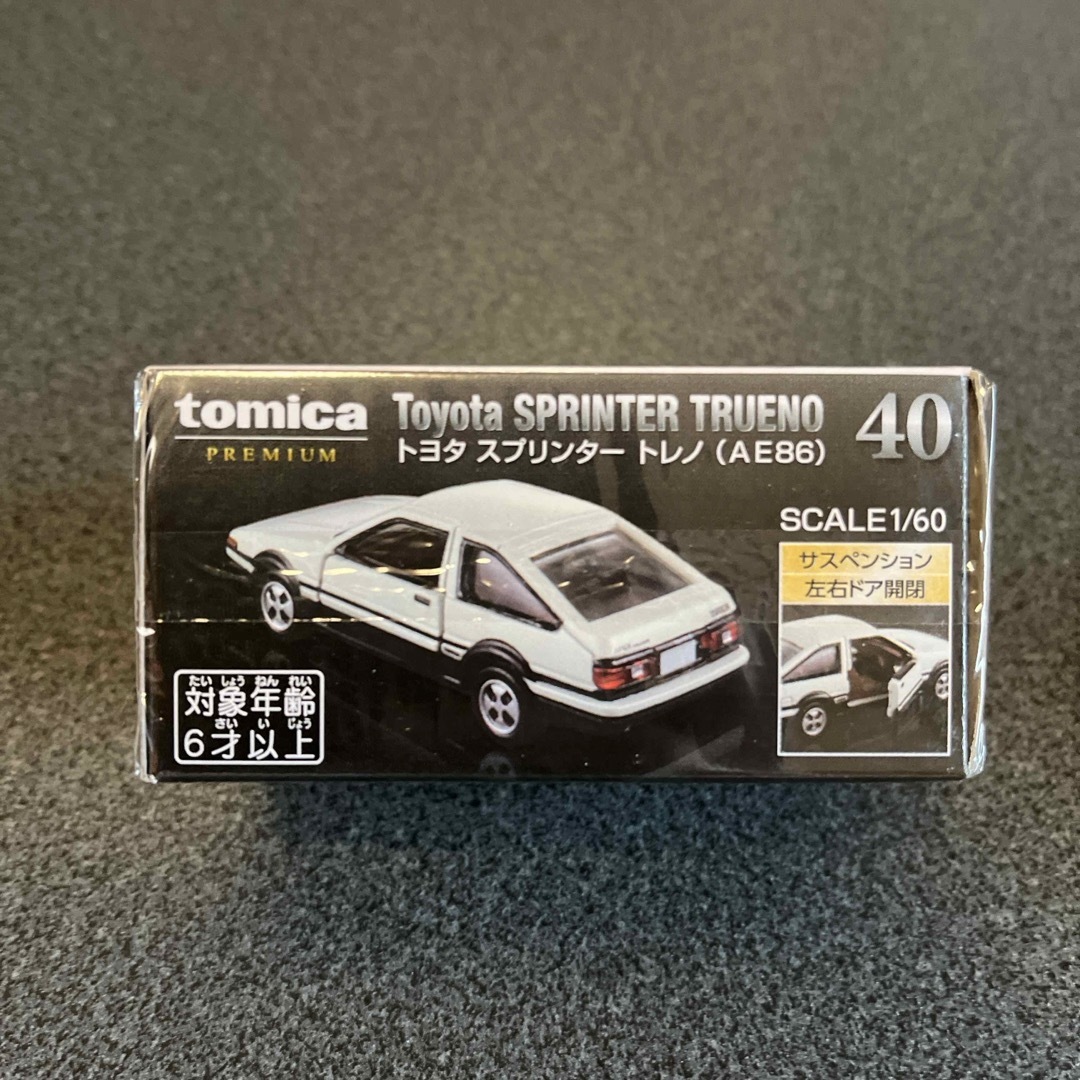 tomica
PREMIUM
Toyota SPRINTER TRUENO
トヨタ スプリンター トレノ (AE86)
40
SCALE1/60
サスペンション
左右ドア開閉
たいしょうねんれい
対象年齢
さいいじょう
6才以上